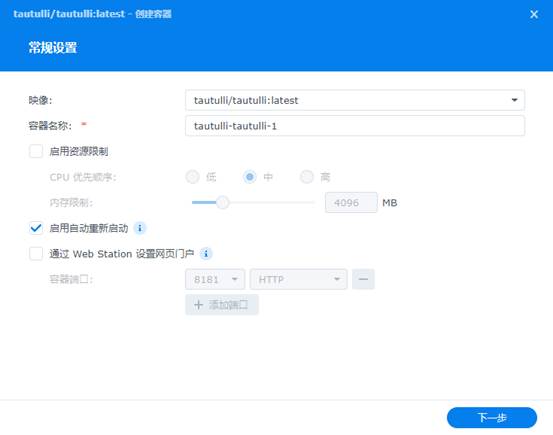 tautulli/tautulli:latest - 创建容器
常规设置
映像: tautulli/tautulli:latest
容器名称: * tautulli-tautulli-1
启用资源限制
CPU 优先顺序: 低 中 高
内存限制: 4096 MB
启用自动重新启动
通过 Web Station 设置网页门户
容器端口: 8181 HTTP
+ 添加端口
下一步